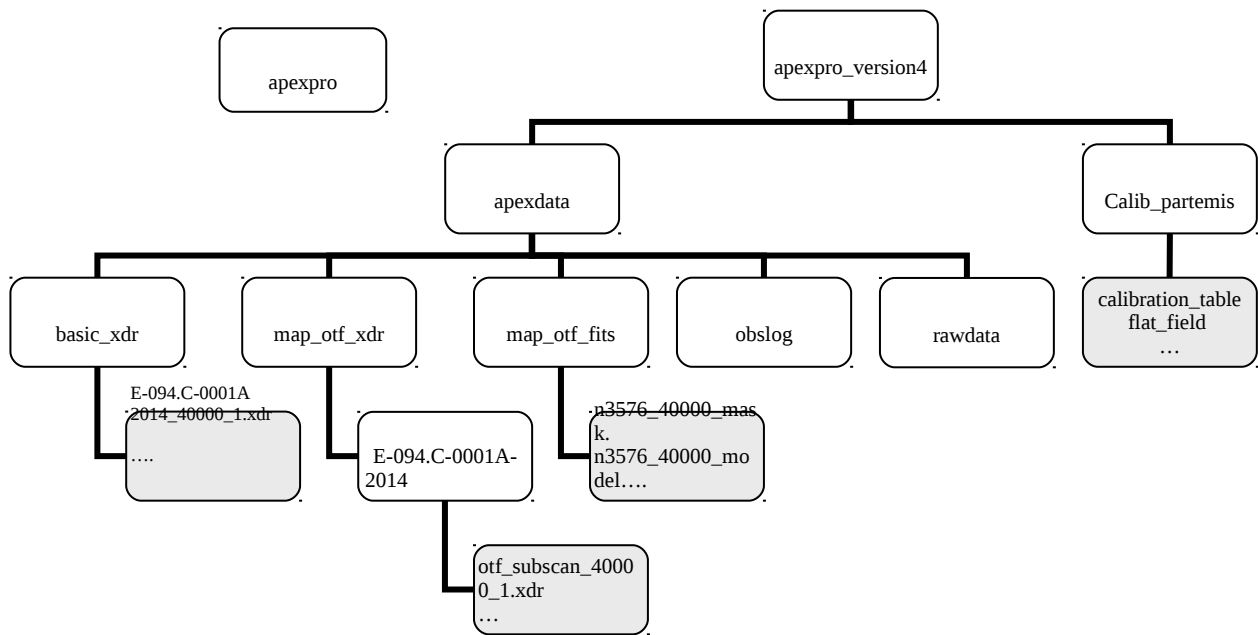 apexpro
apexpro_version4
apexdata
Calib_partemis
basic_xdr
map_otf_xdr
map_otf_fits
obslog
rawdata
calibration_table
flat_field
…
E-094.C-0001A
2014_40000_1.xdr
….
E-094.C-0001A-
2014
n3576_40000_mas
k.
n3576_40000_mo
del….
otf_subscan_4000
0_1.xdr
…